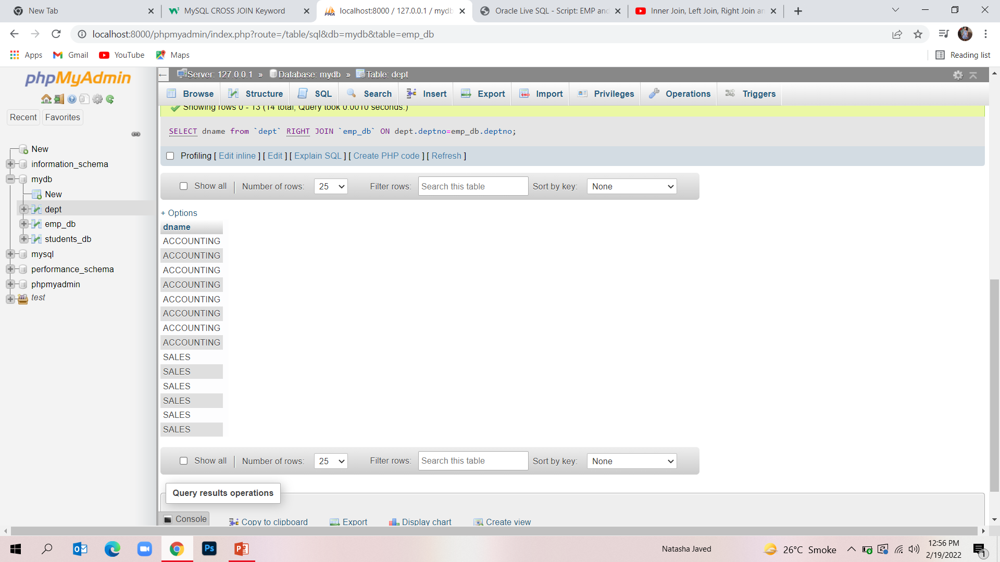 New Tab
MySQL CROSS JOIN Keyword
localhost:8000 / 127.0.0.1 / mydb
Oracle Live SQL - Script: EMP and
Inner Join, Left Join, Right Join an
localhost:8000/phpmyadmin/index.php?route=/table/sql&db=mydb&table=emp_db
Apps
Gmail
YouTube
Maps
Reading list
phpMyAdmin
Recent
Favorites
New
information_schema
mydb
New
dept
emp_db
students_db
mysql
performance_schema
phpmyadmin
test
Server: 127.0.0.1 » Database: mydb » Table: dept
Browse
Structure
SQL
Search
Insert
Export
Import
Privileges
Operations
Triggers
Showing rows 0 - 13 (14 total, Query took 0.0010 seconds.)
SELECT dname from `dept` RIGHT JOIN `emp_db` ON dept.deptno=emp_db.deptno;
Profiling [ Edit inline ] [ Edit ] [ Explain SQL ] [ Create PHP code ] [ Refresh ]
Show all
Number of rows:
25
Filter rows:
Search this table
Sort by key:
None
+ Options
dname
ACCOUNTING
ACCOUNTING
ACCOUNTING
ACCOUNTING
ACCOUNTING
ACCOUNTING
ACCOUNTING
ACCOUNTING
SALES
SALES
SALES
SALES
SALES
SALES
Show all
Number of rows:
25
Filter rows:
Search this table
Sort by key:
None
Query results operations
Console
Copy to clipboard
Export
Display chart
Create view
Natasha Javed
26°C Smoke
12:56 PM
2/19/2022
1